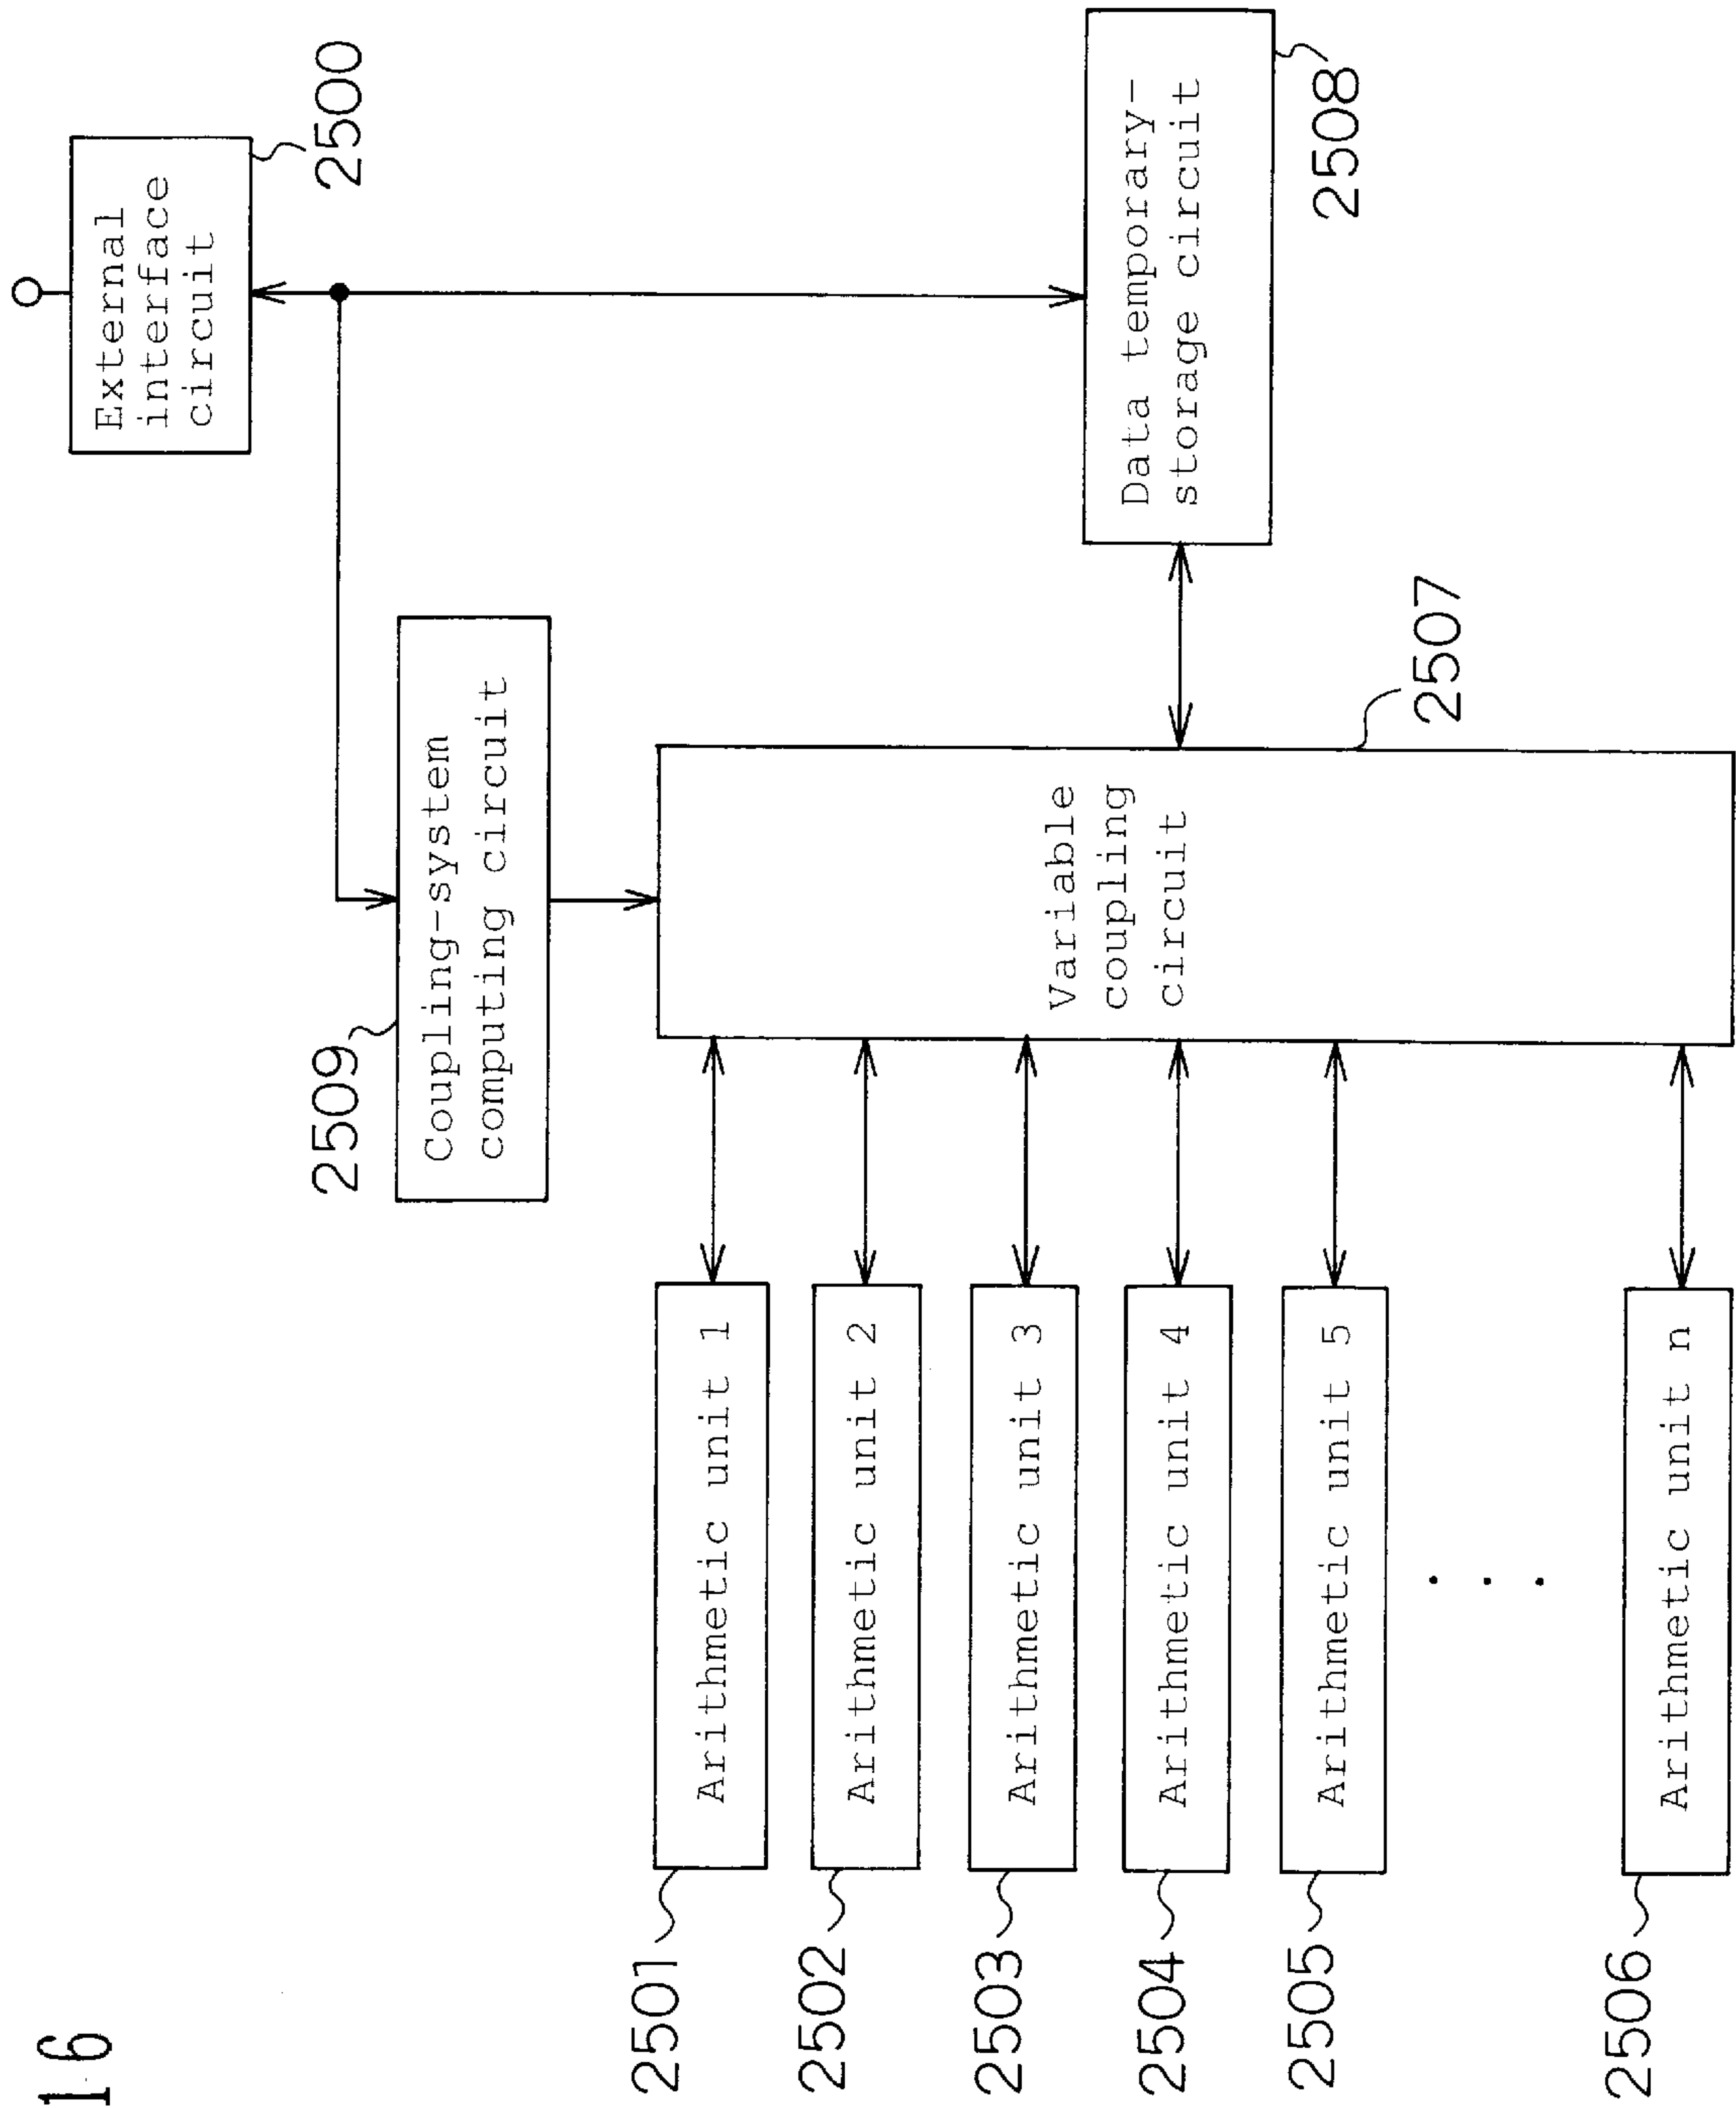 16
External
interface
circuit
2500
2509
Coupling-system
computing circuit
2501
Arithmetic unit 1
2502
Arithmetic unit 2
2503
Arithmetic unit 3
2504
Arithmetic unit 4
2505
Arithmetic unit 5
. . .
2506
Arithmetic unit n
Variable
coupling
circuit
2507
Data temporary-
storage circuit
2508